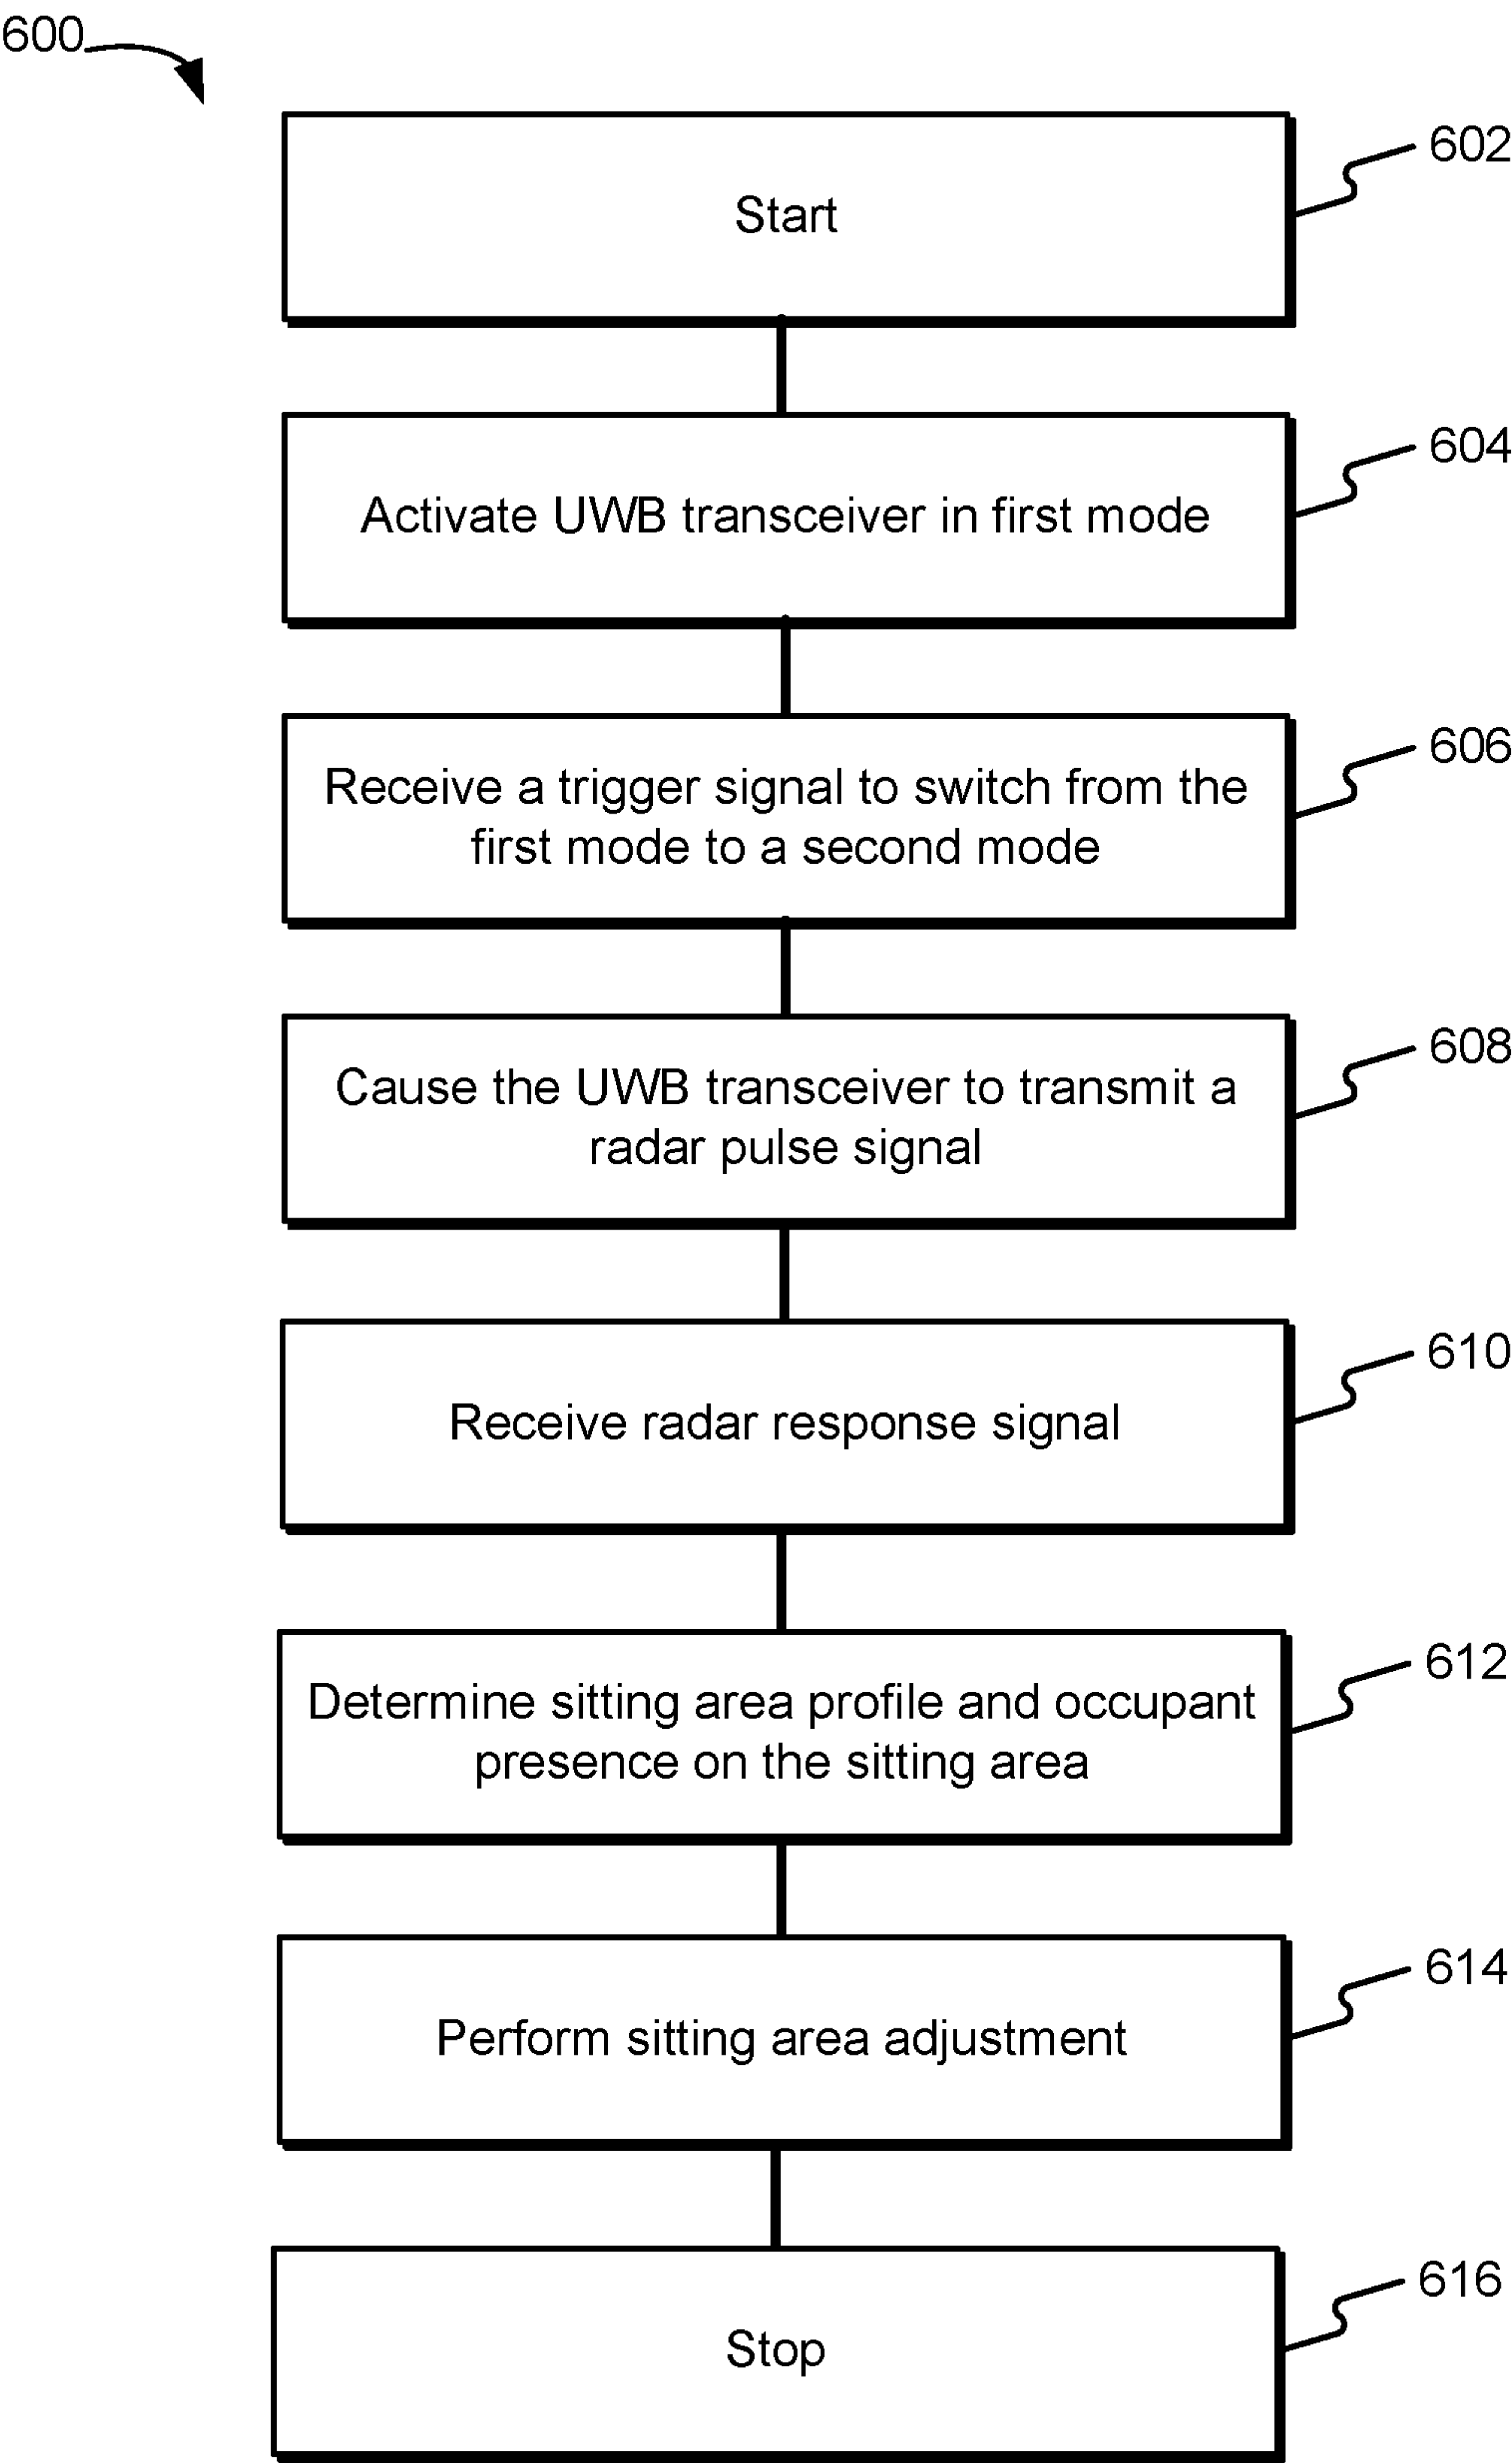 600
602
Start
604
Activate UWB transceiver in first mode
606
Receive a trigger signal to switch from the
first mode to a second mode
608
Cause the UWB transceiver to transmit a
radar pulse signal
610
Receive radar response signal
612
Determine sitting area profile and occupant
presence on the sitting area
614
Perform sitting area adjustment
616
Stop